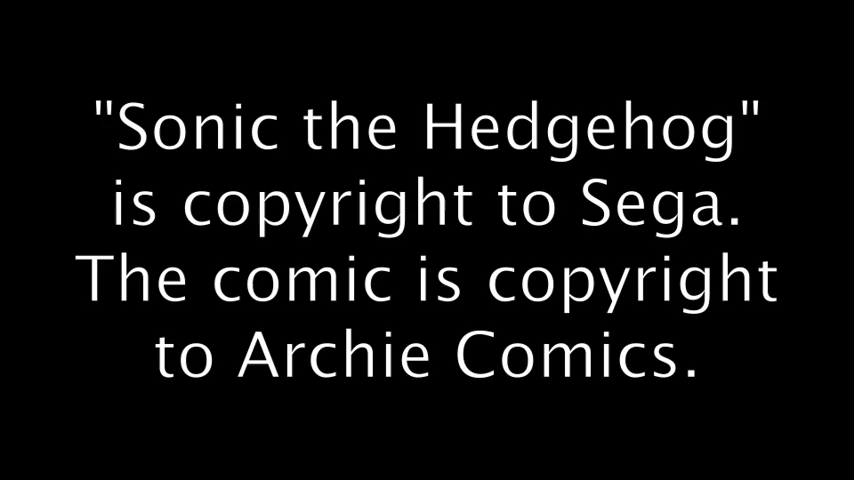 "Sonic the Hedgehog"
is copyright to Sega.
The comic is copyright
to Archie Comics.